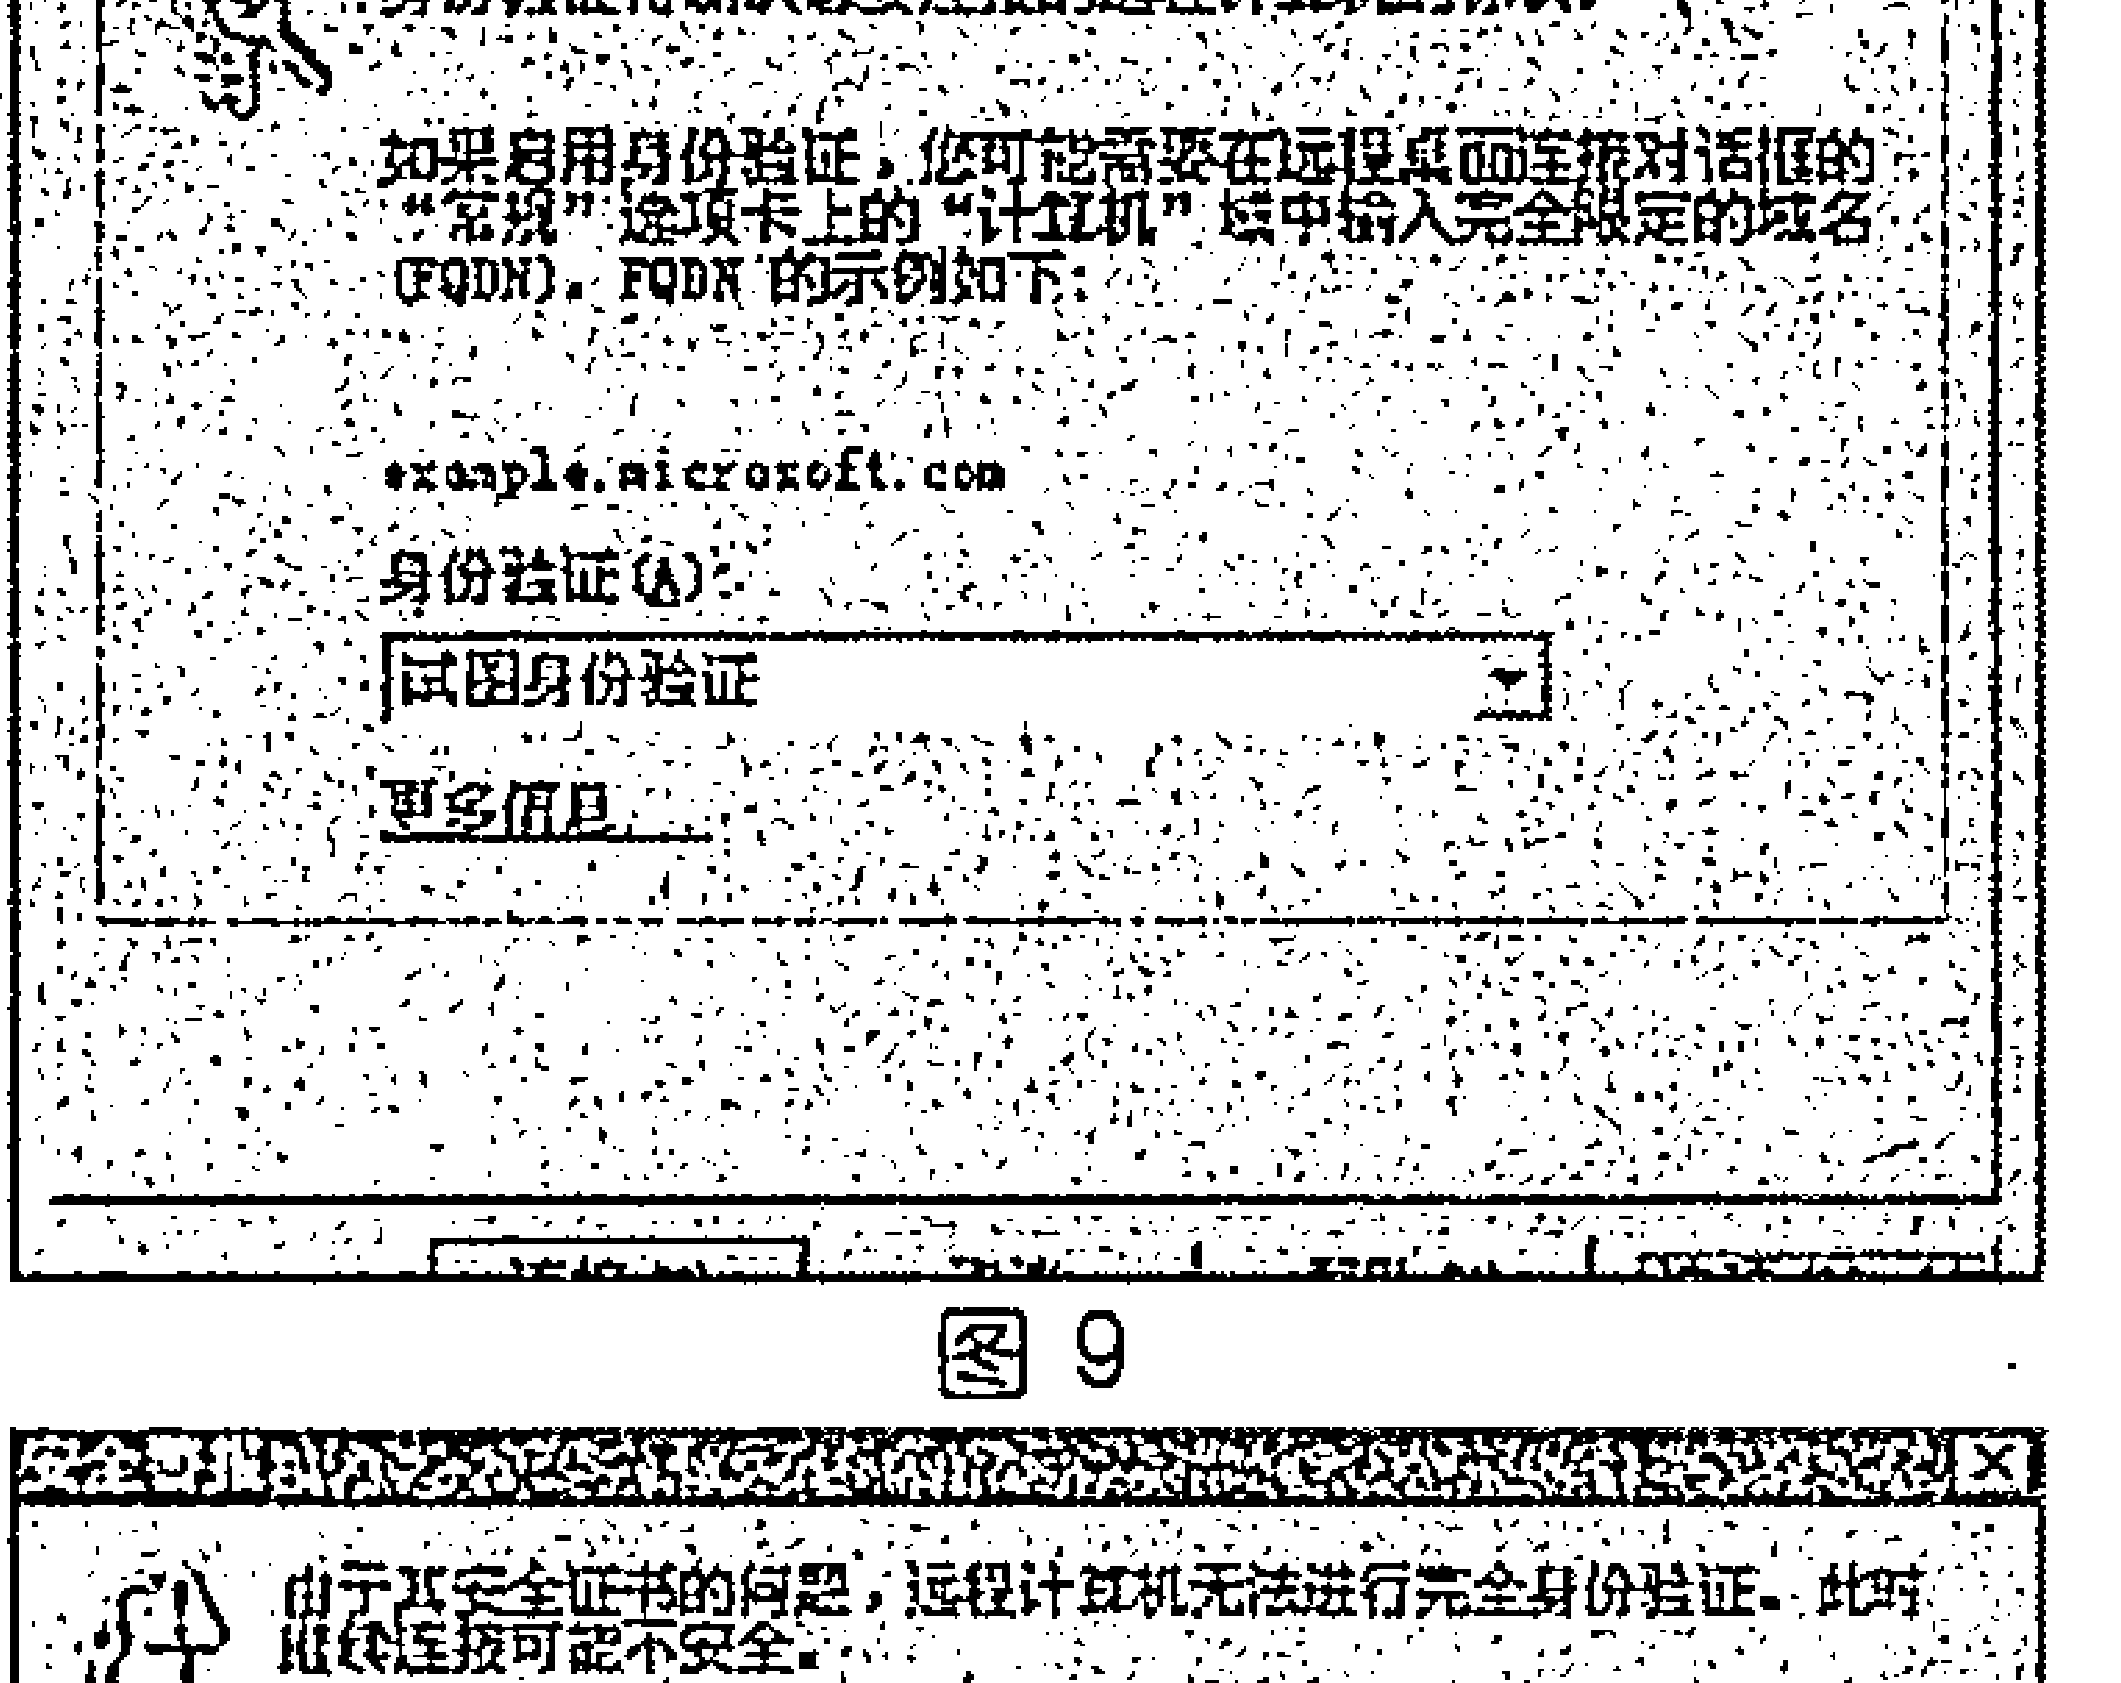 如果启用身份验证，您可能需要在远程桌面连接对话框的
“常规”选项卡上的“计算机”域中输入完全限定的域名
(FQDN)。FQDN 的示例如下:
example.microsoft.com
身份验证(A):
试图身份验证
更多信息
图 9
由于其安全证书的问题，远程计算机无法进行完全身份验证。此时
继续连接可能不安全。